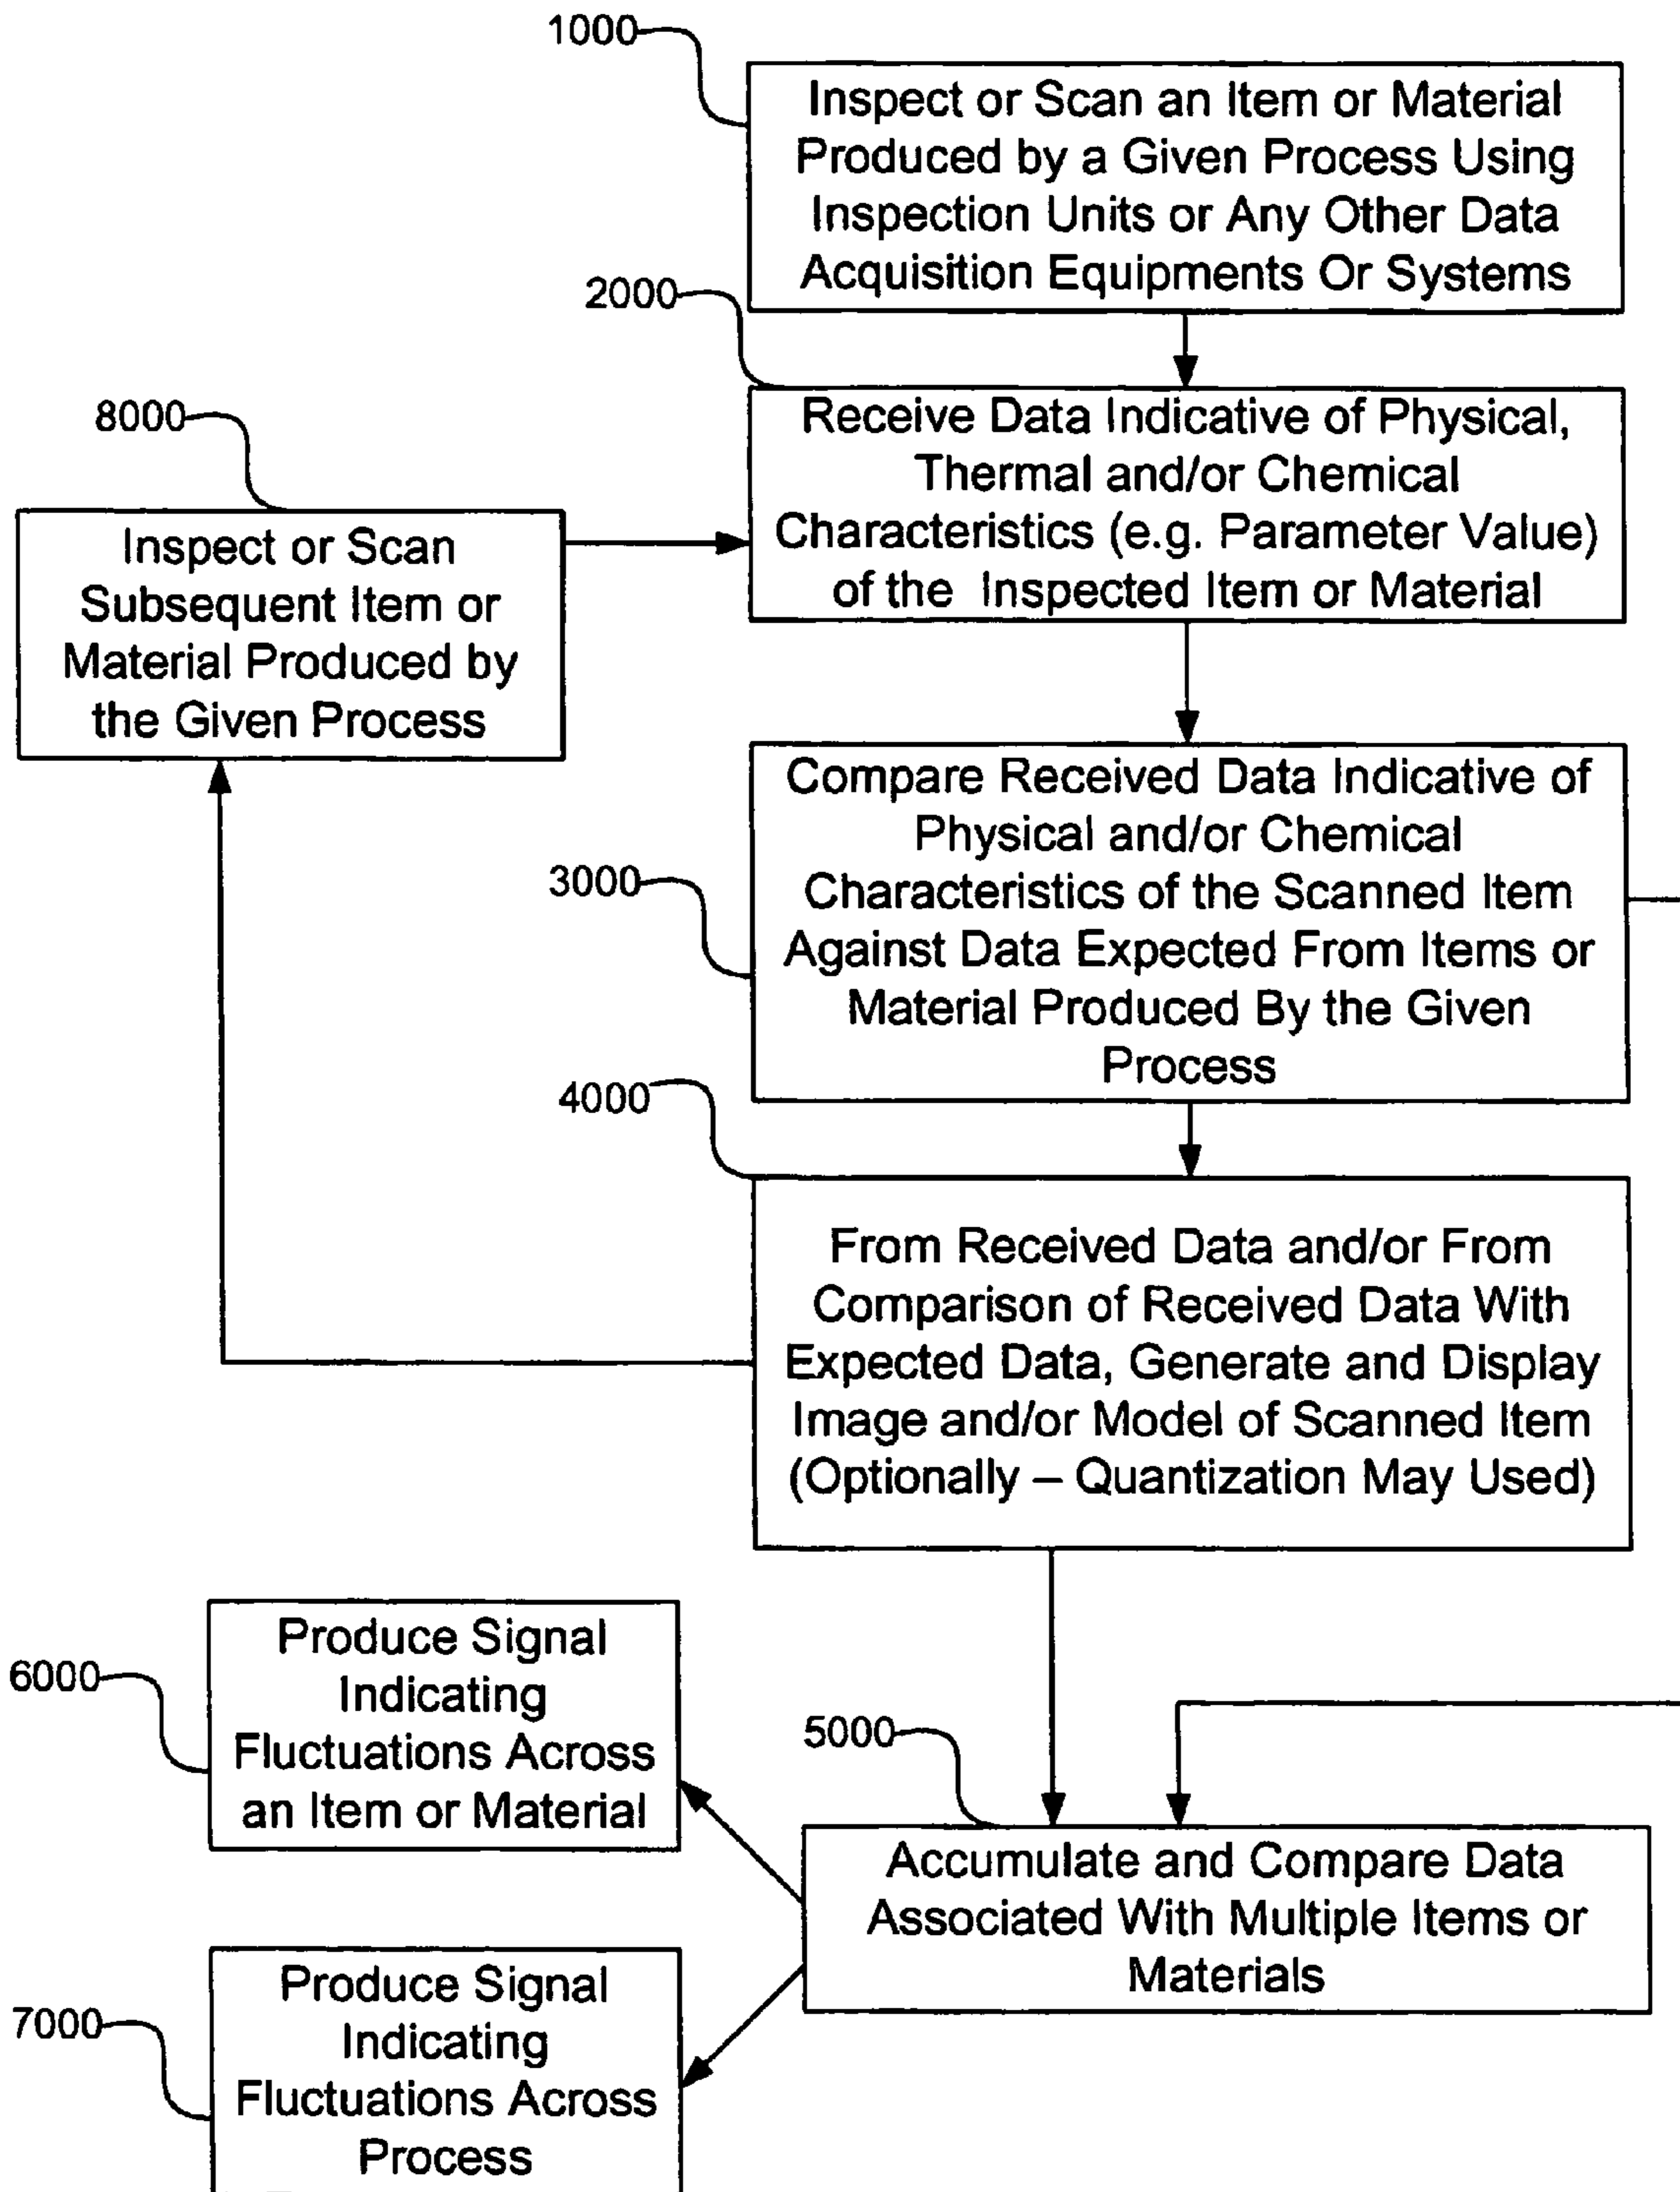 1000
Inspect or Scan an Item or Material
Produced by a Given Process Using
Inspection Units or Any Other Data
Acquisition Equipments Or Systems
2000
Receive Data Indicative of Physical,
Thermal and/or Chemical
Characteristics (e.g. Parameter Value)
of the Inspected Item or Material
8000
Inspect or Scan
Subsequent Item or
Material Produced by
the Given Process
3000
Compare Received Data Indicative of
Physical and/or Chemical
Characteristics of the Scanned Item
Against Data Expected From Items or
Material Produced By the Given
Process
4000
From Received Data and/or From
Comparison of Received Data With
Expected Data, Generate and Display
Image and/or Model of Scanned Item
(Optionally – Quantization May Used)
5000
Accumulate and Compare Data
Associated With Multiple Items or
Materials
6000
Produce Signal
Indicating
Fluctuations Across
an Item or Material
7000
Produce Signal
Indicating
Fluctuations Across
Process